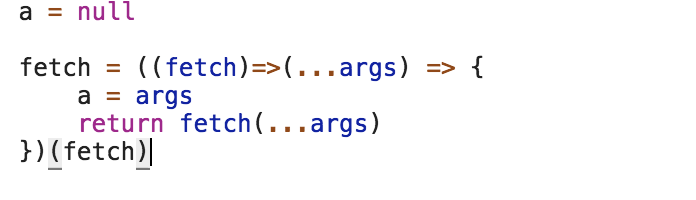 a = null
fetch = ((fetch)=>(...args) => {
a = args
return fetch(...args)
})(fetch)